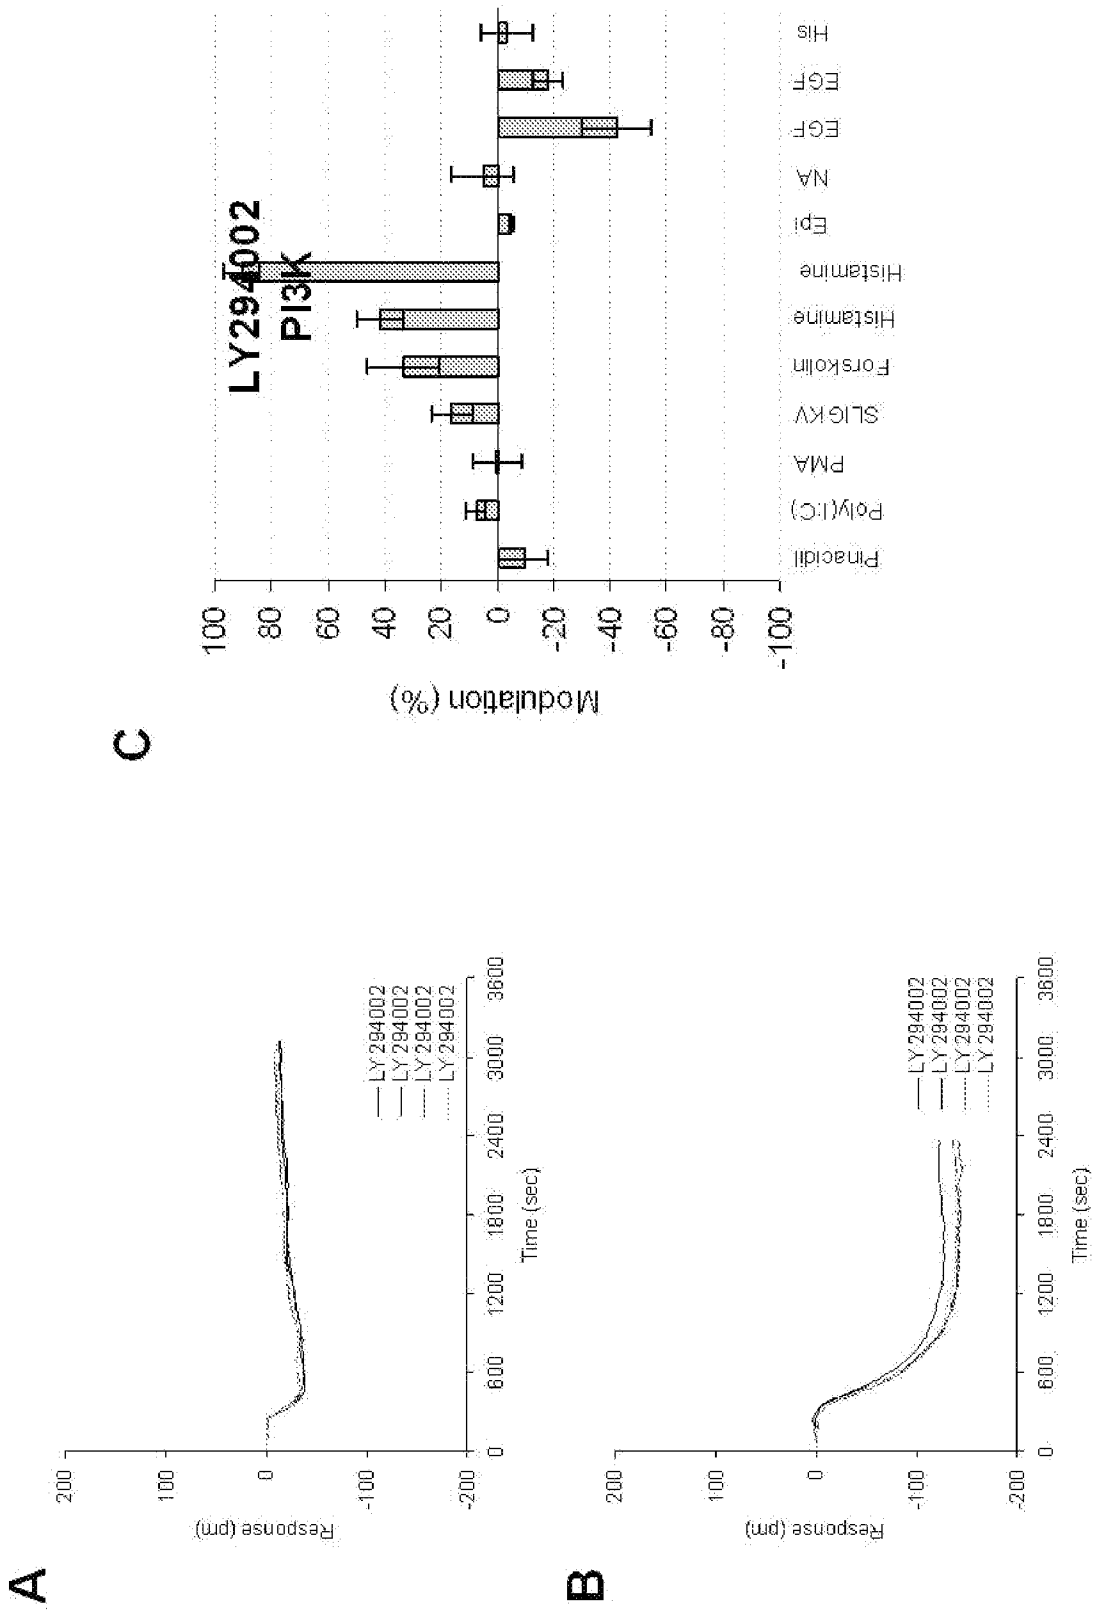 A
200
100
0
-100
-200
Response (pm)
0
600
1200
1800
2400
3000
3600
Time (sec)
LY294002
LY294002
LY294002
LY294002
B
200
100
0
-100
-200
Response (pm)
0
600
1200
1800
2400
3000
3600
Time (sec)
LY294002
LY294002
LY294002
LY294002
C
LY294002
PI3K
100
80
60
40
20
0
-20
-40
-60
-80
-100
Modulation (%)
Pinacidil
Poly(I:C)
PMA
SLIGKV
Forskolin
Histamine
Histamine
Epi
NA
EGF
EGF
His